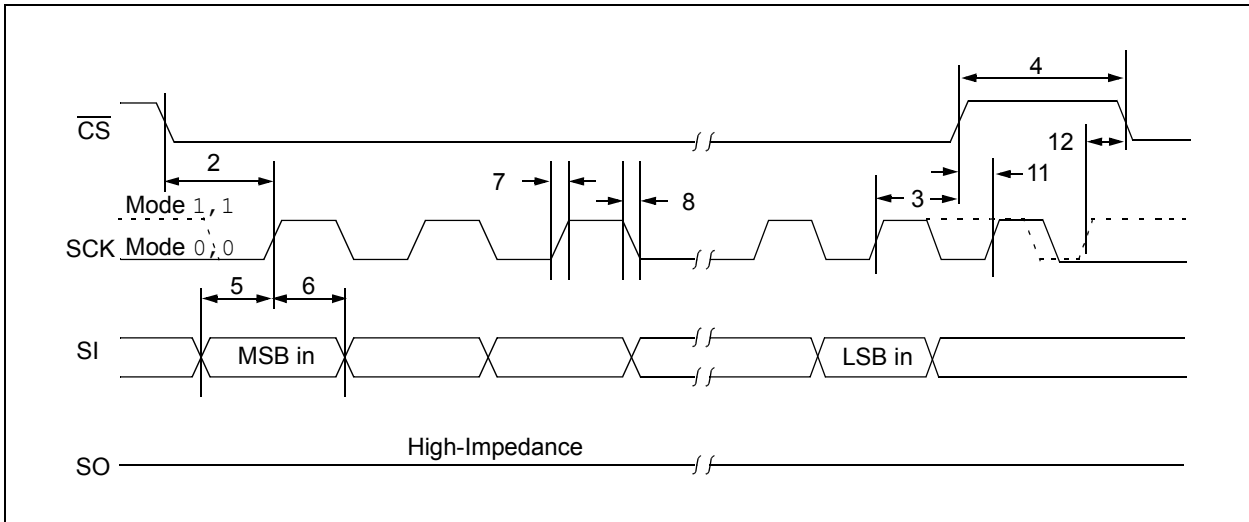 4
CS
12
2
7
11
8
3
Mode 1,1
SCK Mode 0,0
5
6
SI
MSB in
LSB in
High-Impedance
SO